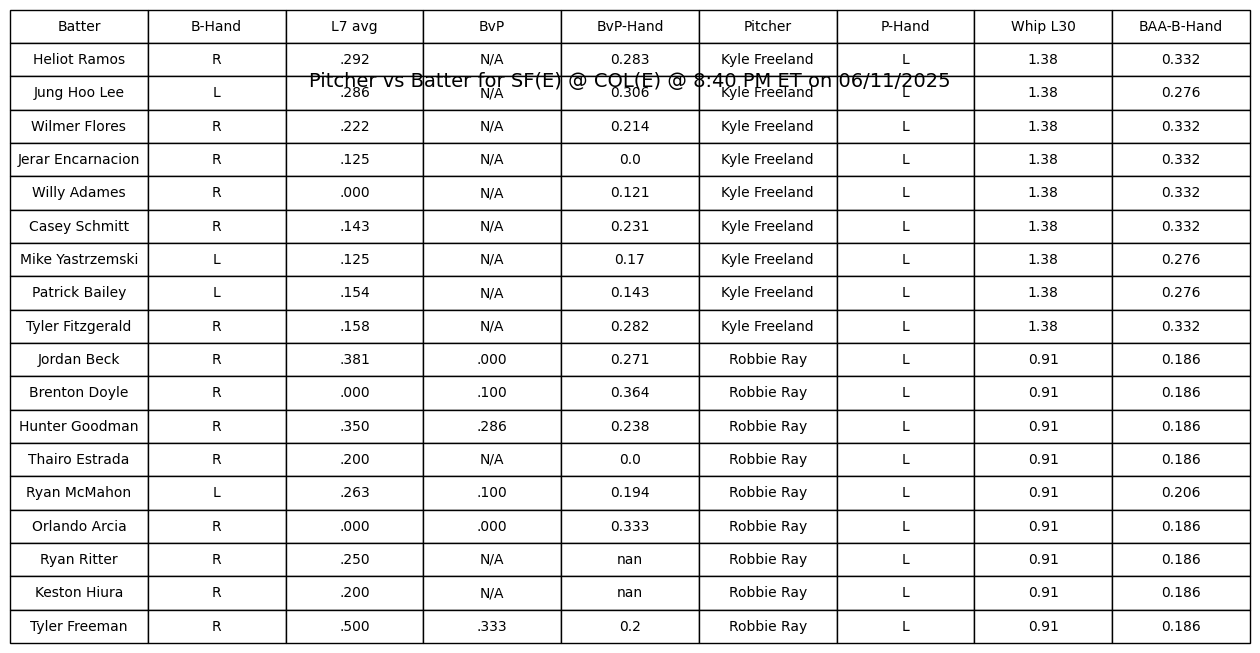 Batter B-Hand L7 avg BvP BvP-Hand Pitcher P-Hand Whip L30 BAA-B-Hand
Heliot Ramos R .292 N/A 0.283 Kyle Freeland L 1.38 0.332
Pitcher vs Batter for SF(E) @ COL(E) @ 8:40 PM ET on 06/11/2025
Jung Hoo Lee L .286 N/A 0.306 Kyle Freeland L 1.38 0.276
Wilmer Flores R .222 N/A 0.214 Kyle Freeland L 1.38 0.332
Jerar Encarnacion R .125 N/A 0.0 Kyle Freeland L 1.38 0.332
Willy Adames R .000 N/A 0.121 Kyle Freeland L 1.38 0.332
Casey Schmitt R .143 N/A 0.231 Kyle Freeland L 1.38 0.332
Mike Yastrzemski L .125 N/A 0.17 Kyle Freeland L 1.38 0.276
Patrick Bailey L .154 N/A 0.143 Kyle Freeland L 1.38 0.276
Tyler Fitzgerald R .158 N/A 0.282 Kyle Freeland L 1.38 0.332
Jordan Beck R .381 .000 0.271 Robbie Ray L 0.91 0.186
Brenton Doyle R .000 .100 0.364 Robbie Ray L 0.91 0.186
Hunter Goodman R .350 .286 0.238 Robbie Ray L 0.91 0.186
Thairo Estrada R .200 N/A 0.0 Robbie Ray L 0.91 0.186
Ryan McMahon L .263 .100 0.194 Robbie Ray L 0.91 0.206
Orlando Arcia R .000 .000 0.333 Robbie Ray L 0.91 0.186
Ryan Ritter R .250 N/A nan Robbie Ray L 0.91 0.186
Keston Hiura R .200 N/A nan Robbie Ray L 0.91 0.186
Tyler Freeman R .500 .333 0.2 Robbie Ray L 0.91 0.186